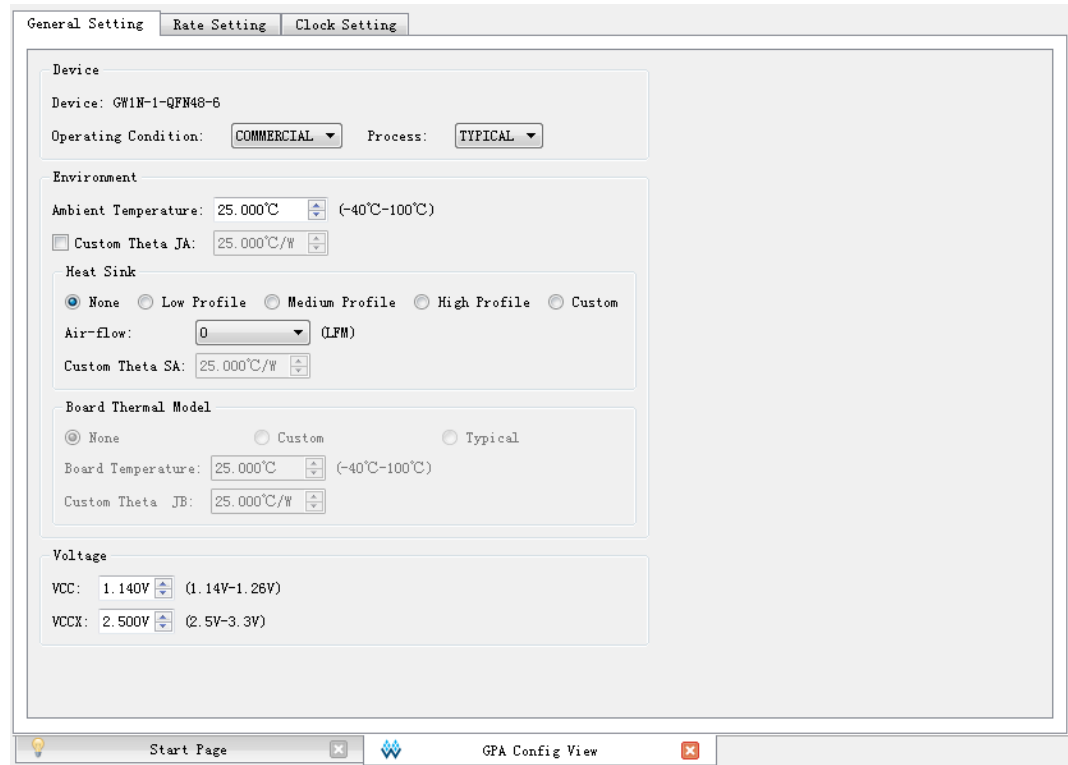 General Setting Rate Setting Clock Setting
Device
Device: GW1N-1-QFN48-6
Operating Condition: COMMERCIAL Process: TYPICAL
Environment
Ambient Temperature: 25.000℃ (-40℃-100℃)
Custom Theta JA: 25.000℃/W
Heat Sink
None Low Profile Medium Profile High Profile Custom
Air-flow: 0 (LFM)
Custom Theta SA: 25.000℃/W
Board Thermal Model
None Custom Typical
Board Temperature: 25.000℃ (-40℃-100℃)
Custom Theta JB: 25.000℃/W
Voltage
VCC: 1.140V (1.14V-1.26V)
VCCX: 2.500V (2.5V-3.3V)
Start Page GPA Config View